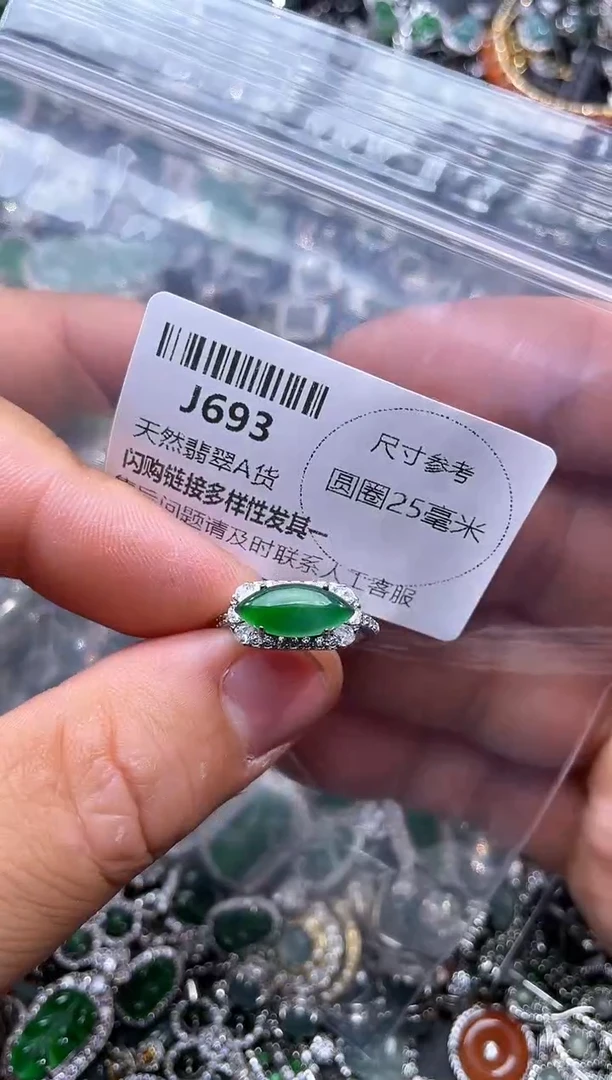 J693
天然翡翠A货
闪购链接多样性发其一
售后问题请及时联系人工客服
尺寸参考
圆圈25毫米